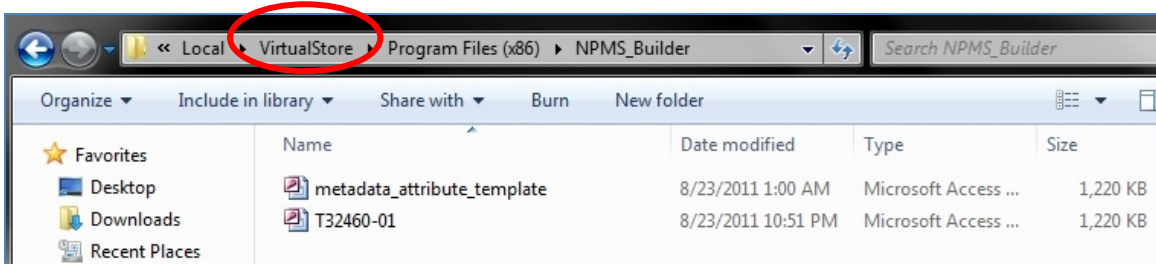 « Local ▸ VirtualStore ▸ Program Files (x86) ▸ NPMS_Builder Search NPMS_Builder
Organize Include in library Share with Burn New folder
Favorites Name Date modified Type Size
Desktop metadata_attribute_template 8/23/2011 1:00 AM Microsoft Access ... 1,220 KB
Downloads T32460-01 8/23/2011 10:51 PM Microsoft Access ... 1,220 KB
Recent Places